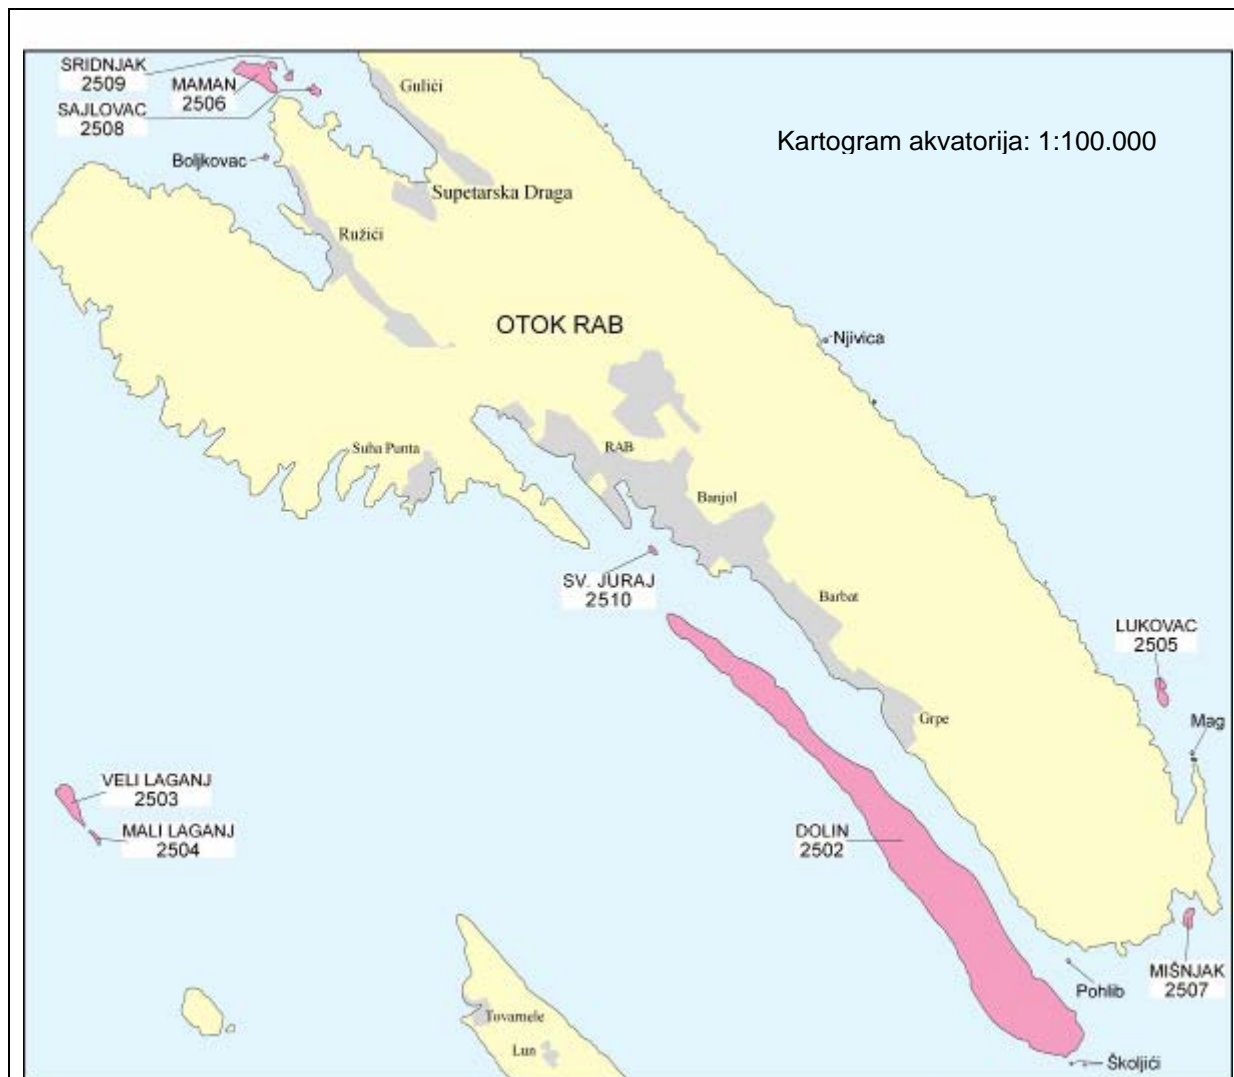 SRIDNJAK
2509
MAMAN
2506
SAJLOVAC
2508
Gulići
Kartogram akvatorija: 1:100.000
Boljkovac
Supetarska Draga
Ružići
OTOK RAB
Njivica
Suha Punta
RAB
Banjol
SV. JURAJ
2510
Barbat
LUKOVAC
2505
Grpe
Mag
VELI LAGANJ
2503
MALI LAGANJ
2504
DOLIN
2502
MIŠNJAK
2507
Pohlib
Tovarnele
Lun
Školjići